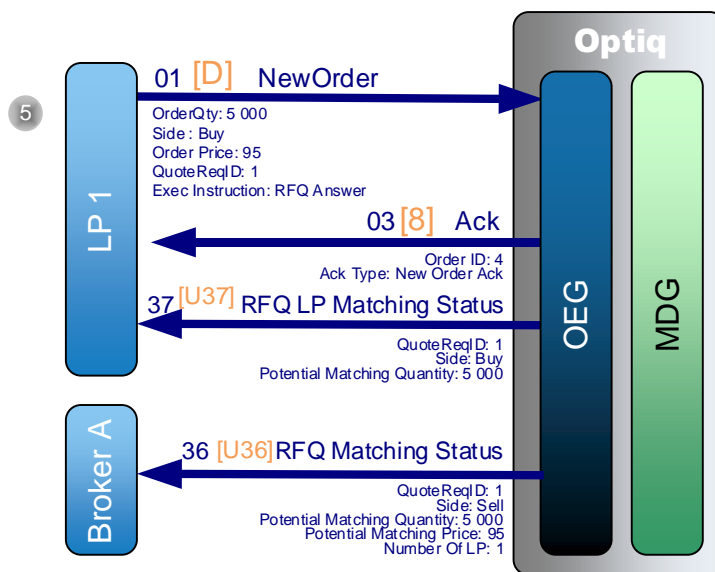 Optiq
5
01 [D] NewOrder
OrderQty: 5 000
Side : Buy
Order Price: 95
QuoteReqID: 1
Exec Instruction: RFQ Answer
LP 1
03 [8] Ack
Order ID: 4
Ack Type: New Order Ack
37 [U37] RFQ LP Matching Status
QuoteReqID: 1
Side: Buy
Potential Matching Quantity: 5 000
OEG
MDG
Broker A
36 [U36] RFQ Matching Status
QuoteReqID: 1
Side: Sell
Potential Matching Quantity: 5 000
Potential Matching Price: 95
Number Of LP: 1